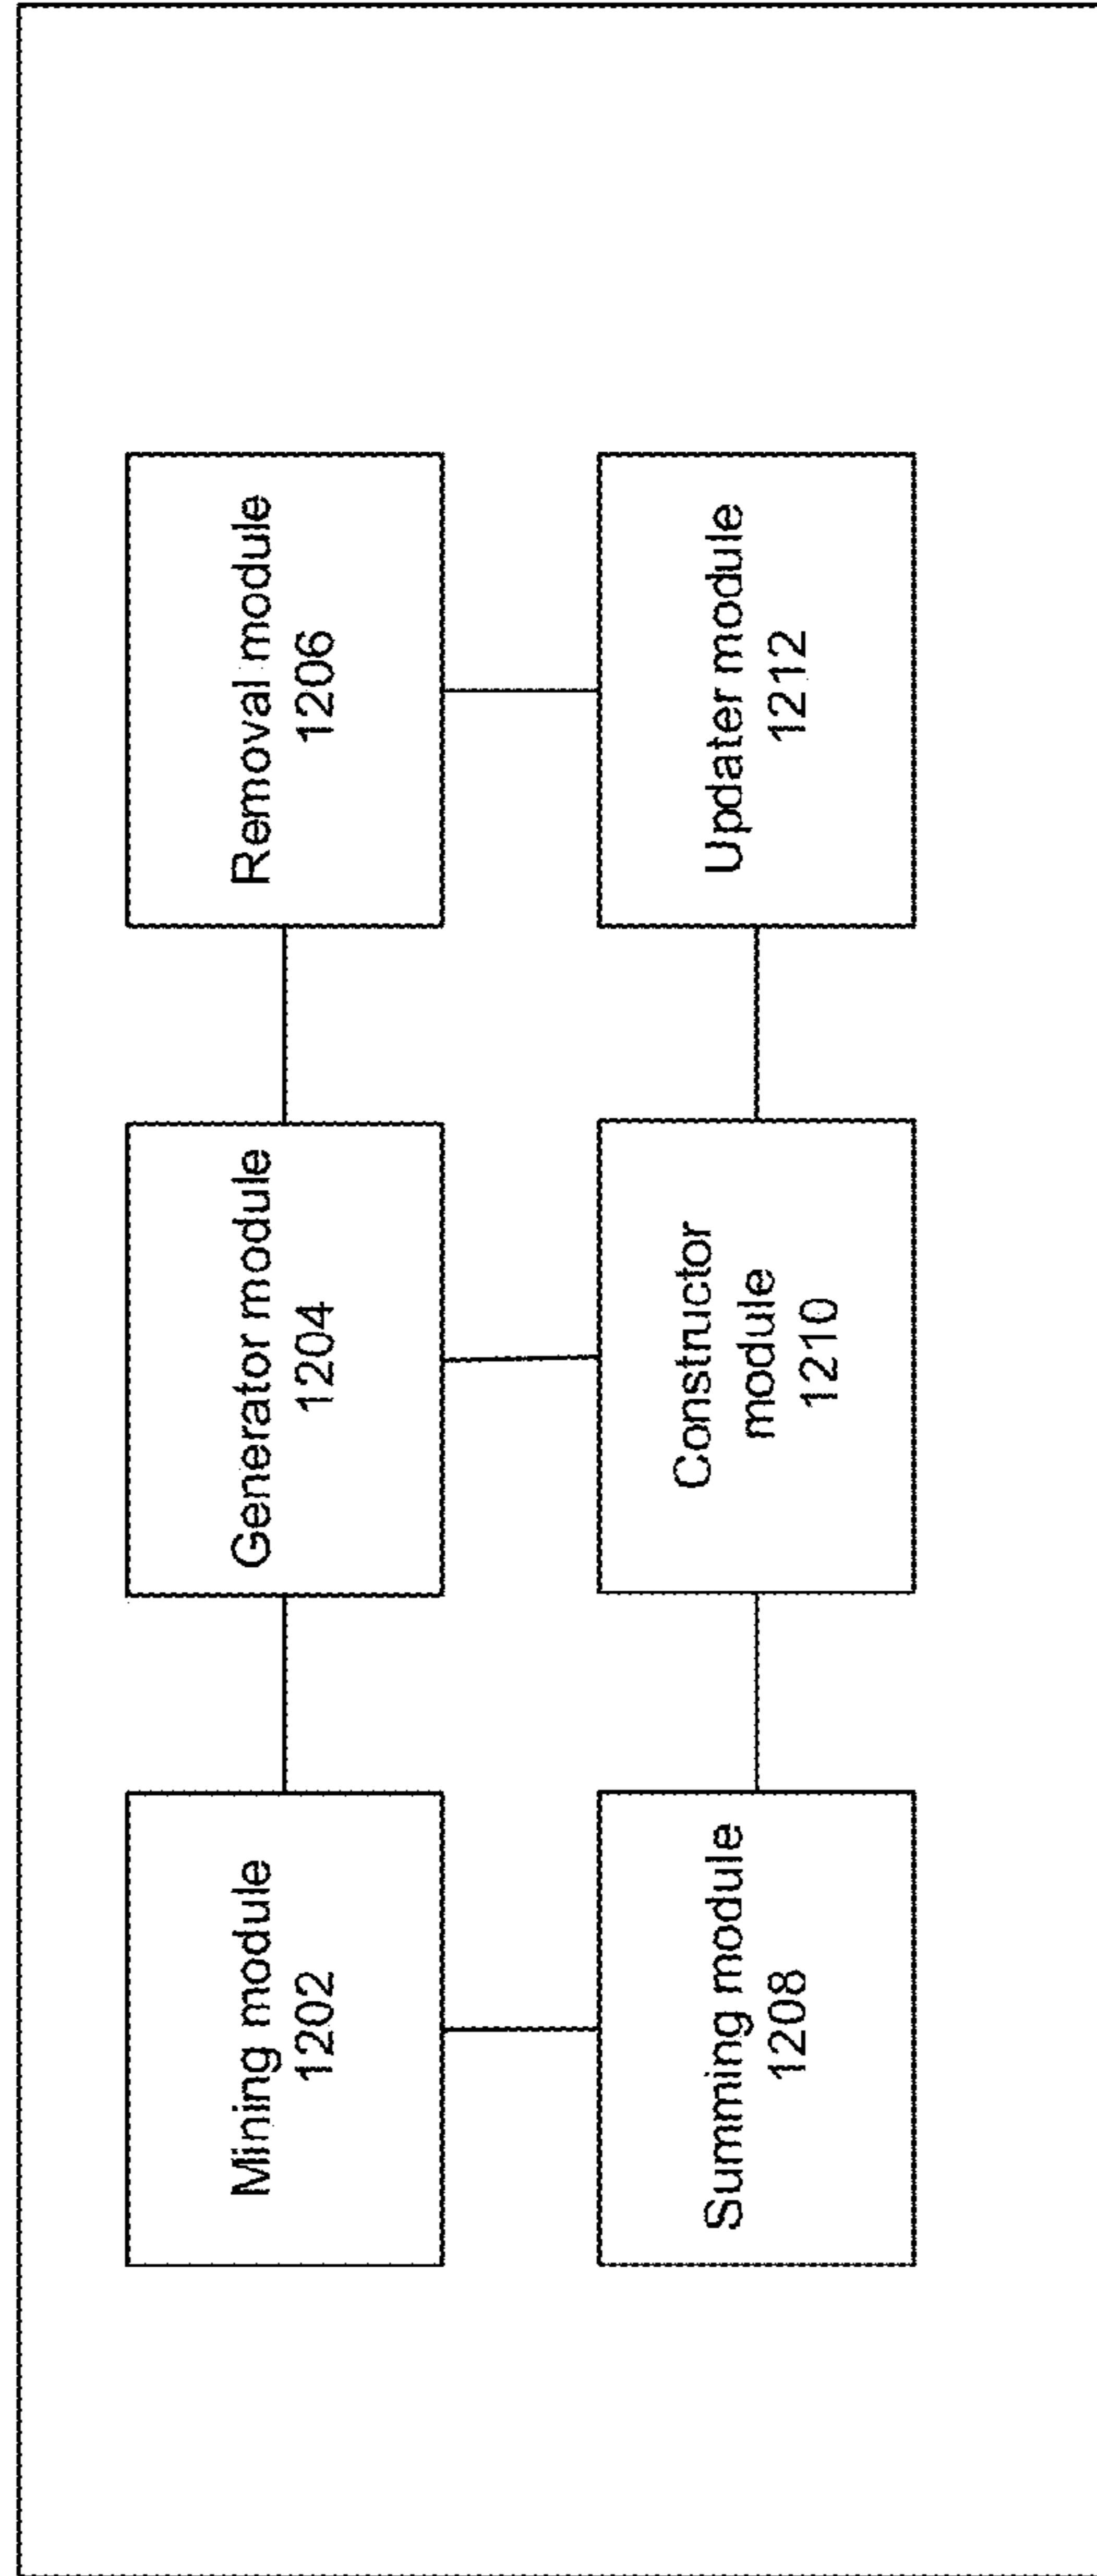 Mining module
1202
Generator module
1204
Removal module
1206
Summing module
1208
Constructor
module
1210
Updater module
1212